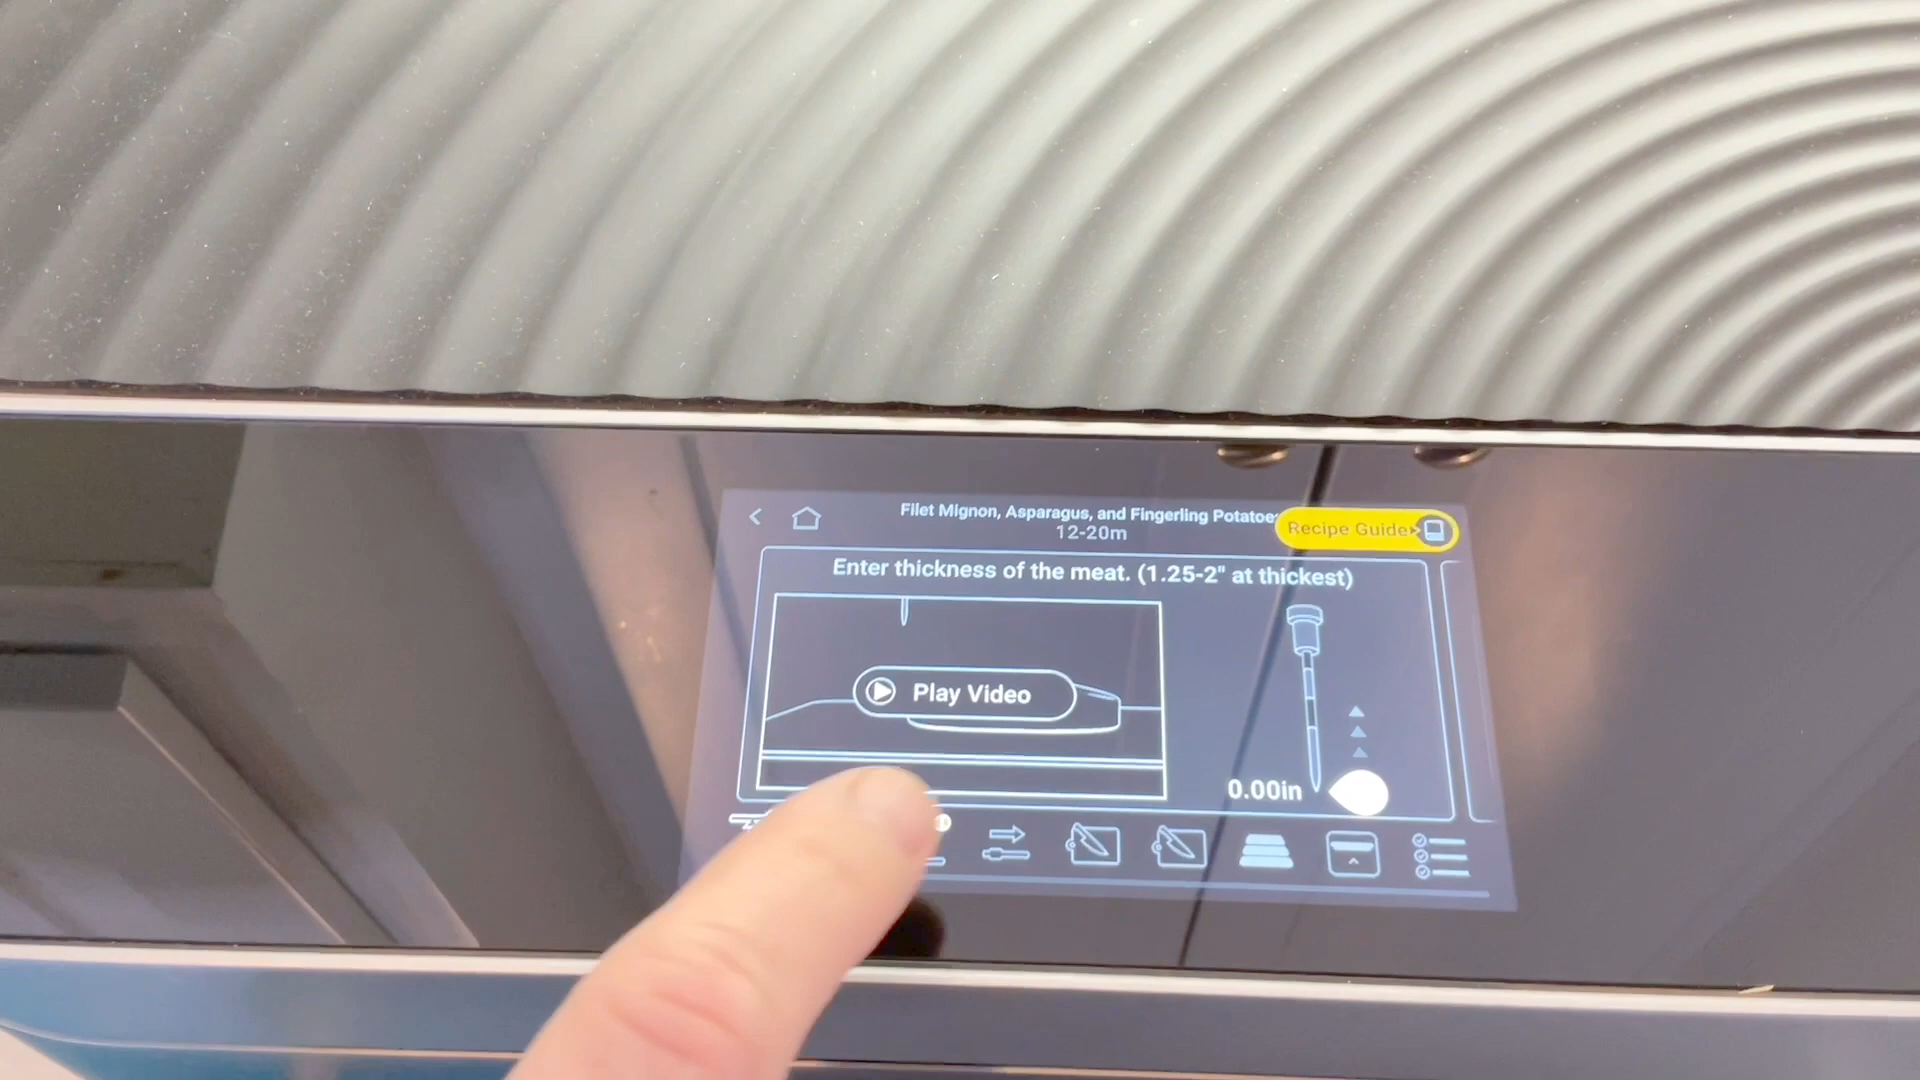 Filet Mignon, Asparagus, and Fingerling Potatoe
12-20m
Recipe Guide
Enter thickness of the meat. (1.25-2" at thickest)
Play Video
0.00in